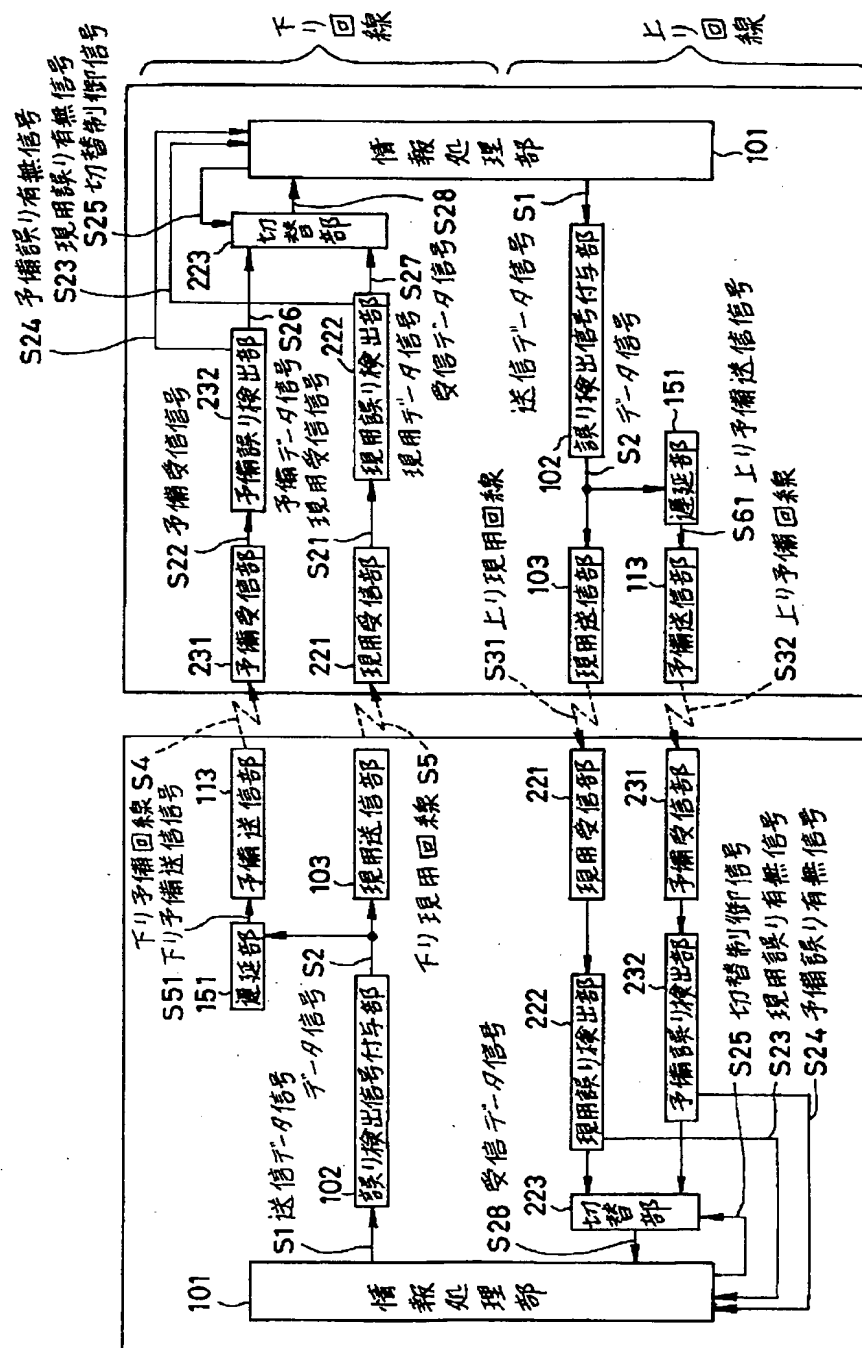 S24 予備誤り有無信号
S23 現用誤り有無信号
S25 切替制御信号
下り回線
上り回線
情報処理部
101
切替部
223
S28
受信データ信号
S27
現用データ信号
S26
予備データ信号
232
予備誤り検出部
S22 予備受信信号
231
予備受信部
222
現用誤り検出部
S21 現用受信信号
221
現用受信部
送信データ信号 S1
誤り検出信号付与部
102
S2 データ信号
151
遅延部
S61 上り予備送信信号
103
現用送信部
113
予備送信部
S31 上り現用回線
S32 上り予備回線
下り予備回線 S4
S51 下り予備送信信号
113
予備送信部
151
遅延部
103
現用送信部
下り現用回線 S5
データ信号 S2
102
誤り検出信号付与部
S1 送信データ信号
101
情報処理部
221
現用受信部
231
予備受信部
222
現用誤り検出部
232
予備誤り検出部
223
切替部
S28 受信データ信号
S25 切替制御信号
S23 現用誤り有無信号
S24 予備誤り有無信号